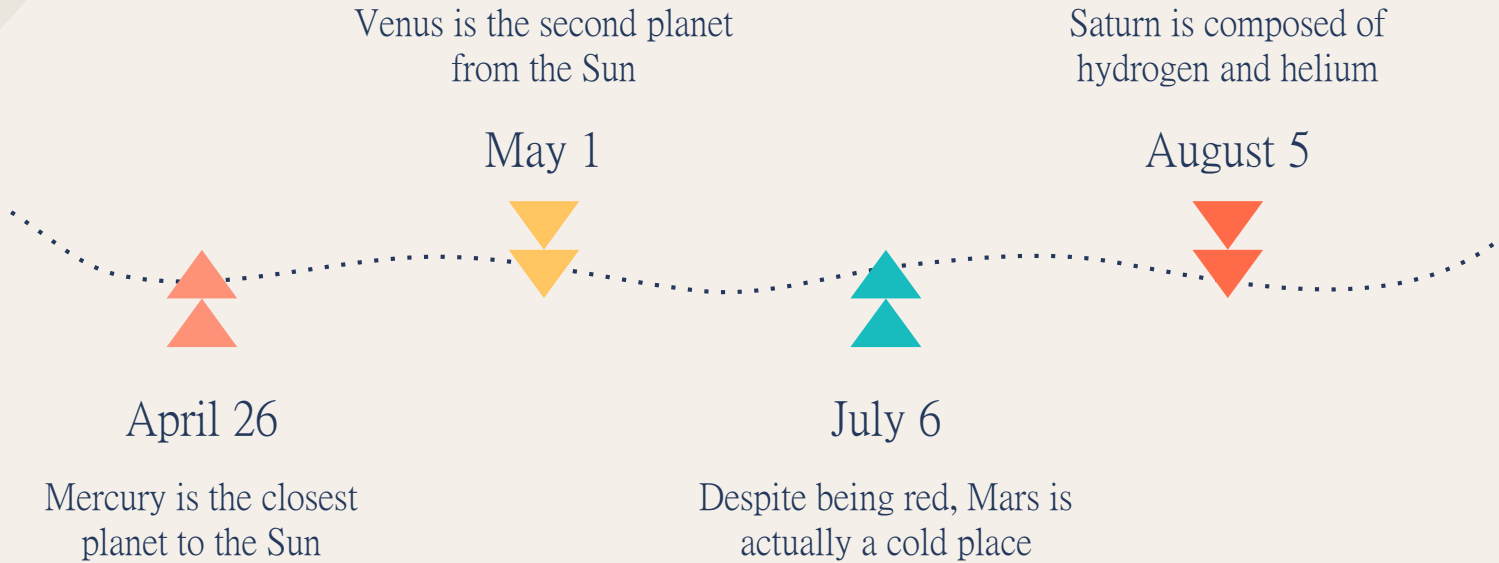 Venus is the second planet
from the Sun
May 1
Saturn is composed of
hydrogen and helium
August 5
April 26
Mercury is the closest
planet to the Sun
July 6
Despite being red, Mars is
actually a cold place